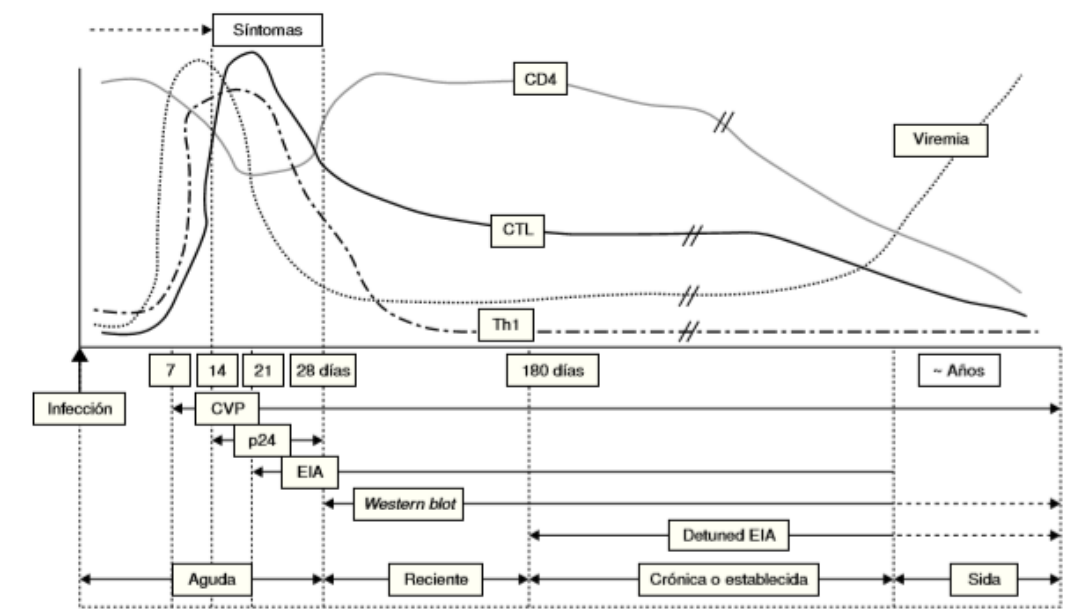 Síntomas
CD4
Viremia
CTL
Th1
7
14
21
28 días
180 días
~ Años
Infección
CVP
p24
EIA
Western blot
Detuned EIA
Aguda
Reciente
Crónica o establecida
Sida